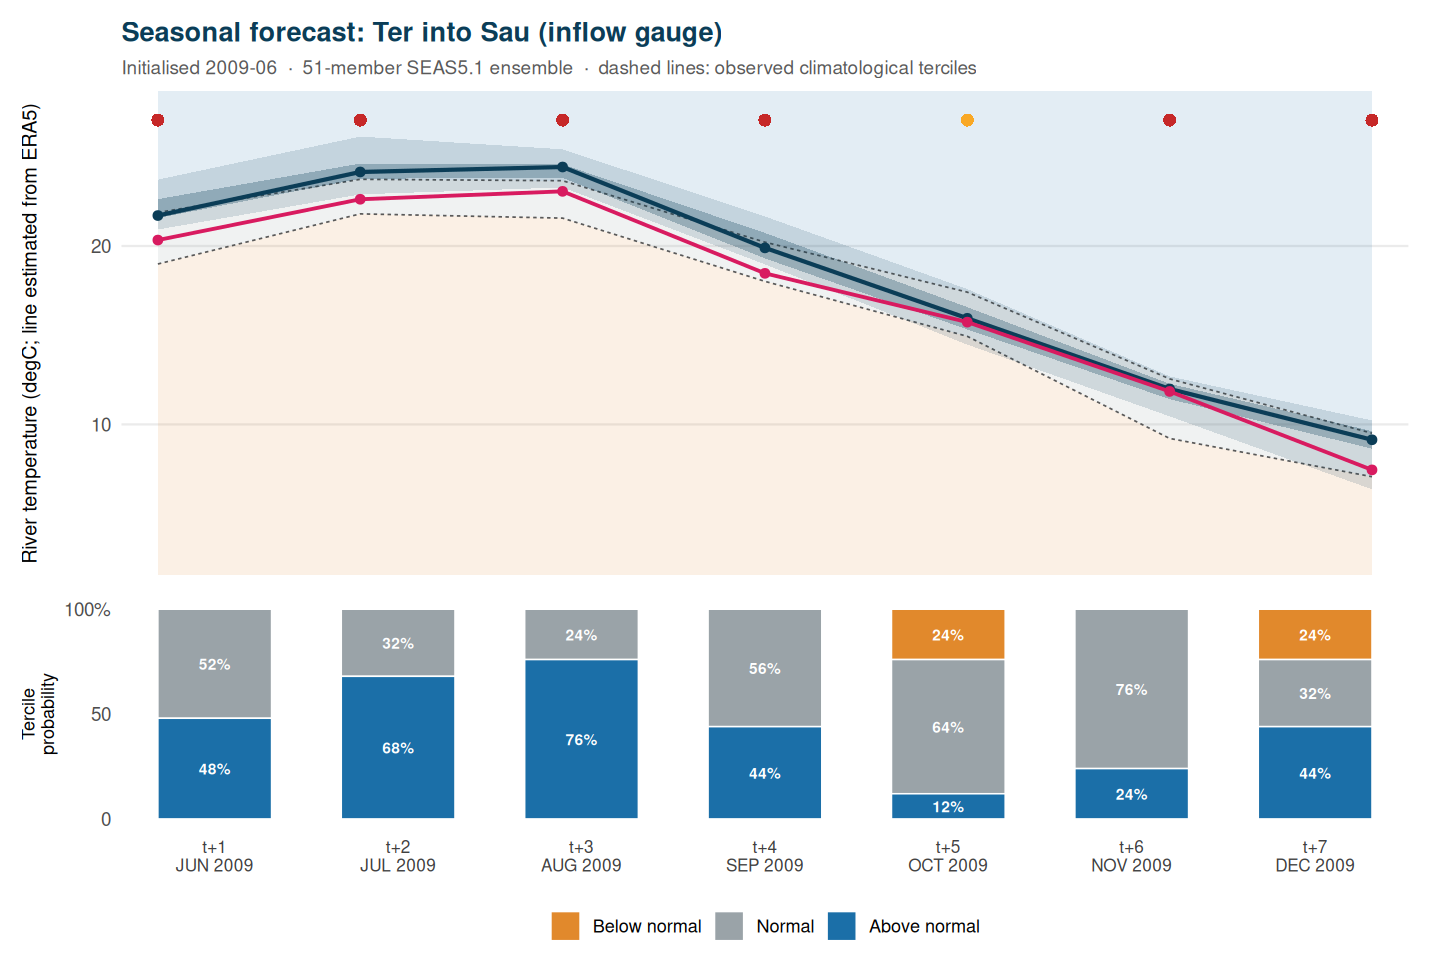 Seasonal forecast: Ter into Sau (inflow gauge)
Initialised 2009-06 · 51-member SEAS5.1 ensemble · dashed lines: observed climatological terciles
River temperature (degC; line estimated from ERA5)
20
10
100%
50
0
Tercile
probability
52% 32% 24% 56% 24% 76% 24%
48% 68% 76% 44% 64% 24% 32%
12% 44%
t+1 t+2 t+3 t+4 t+5 t+6 t+7
JUN 2009 JUL 2009 AUG 2009 SEP 2009 OCT 2009 NOV 2009 DEC 2009
Below normal Normal Above normal